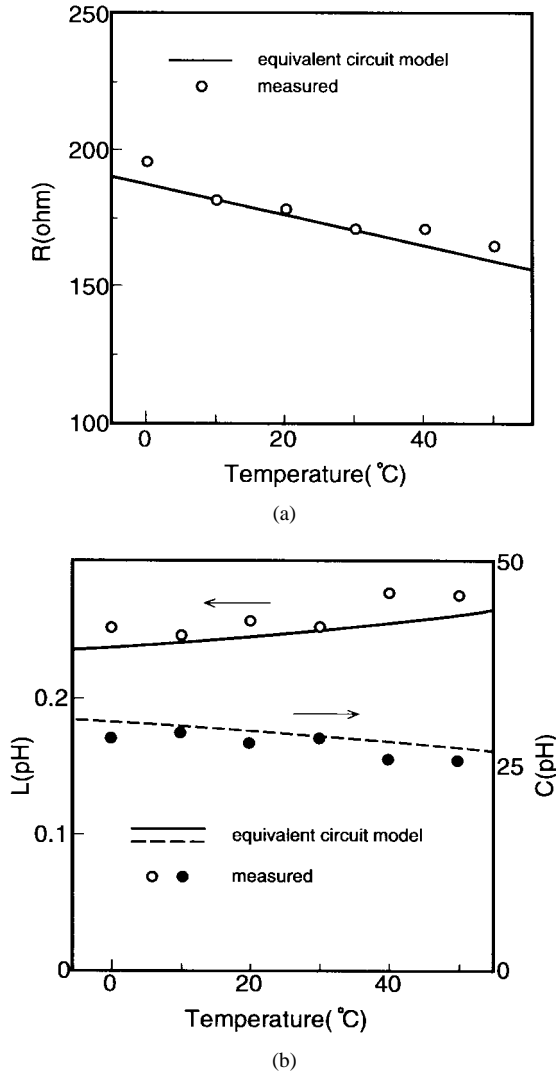 250
equivalent circuit model
measured
200
R(ohm)
150
100
0 20 40
Temperature(°C)
(a)
50
0.2
L(pH)
C(pH)
25
0.1
equivalent circuit model
measured
0 0
0 20 40
Temperature(°C)
(b)